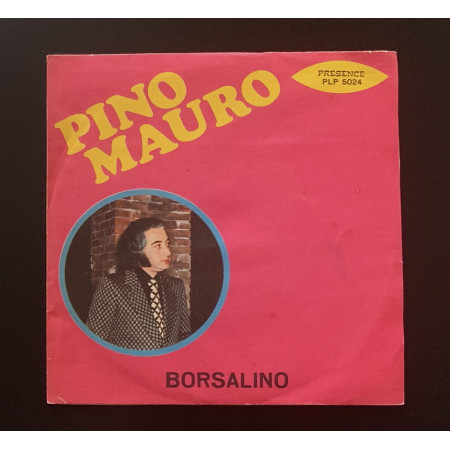 PINO
MAURO
PRESENCE
PLP 5024
BORSALINO